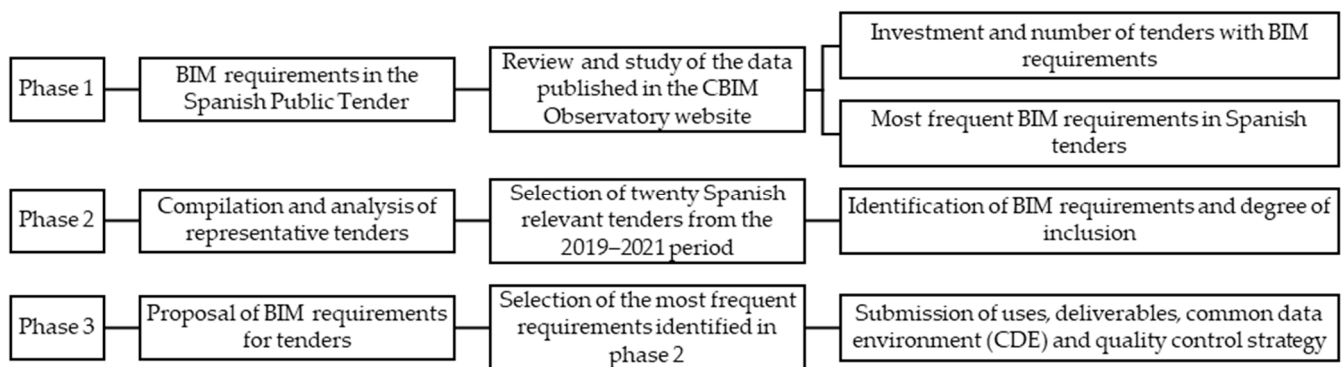 Phase 1
BIM requirements in the
Spanish Public Tender
Review and study of the data
published in the CBIM
Observatory website
Investment and number of tenders with BIM
requirements
Most frequent BIM requirements in Spanish
tenders
Phase 2
Compilation and analysis of
representative tenders
Selection of twenty Spanish
relevant tenders from the
2019–2021 period
Identification of BIM requirements and degree of
inclusion
Phase 3
Proposal of BIM requirements
for tenders
Selection of the most frequent
requirements identified in
phase 2
Submission of uses, deliverables, common data
environment (CDE) and quality control strategy